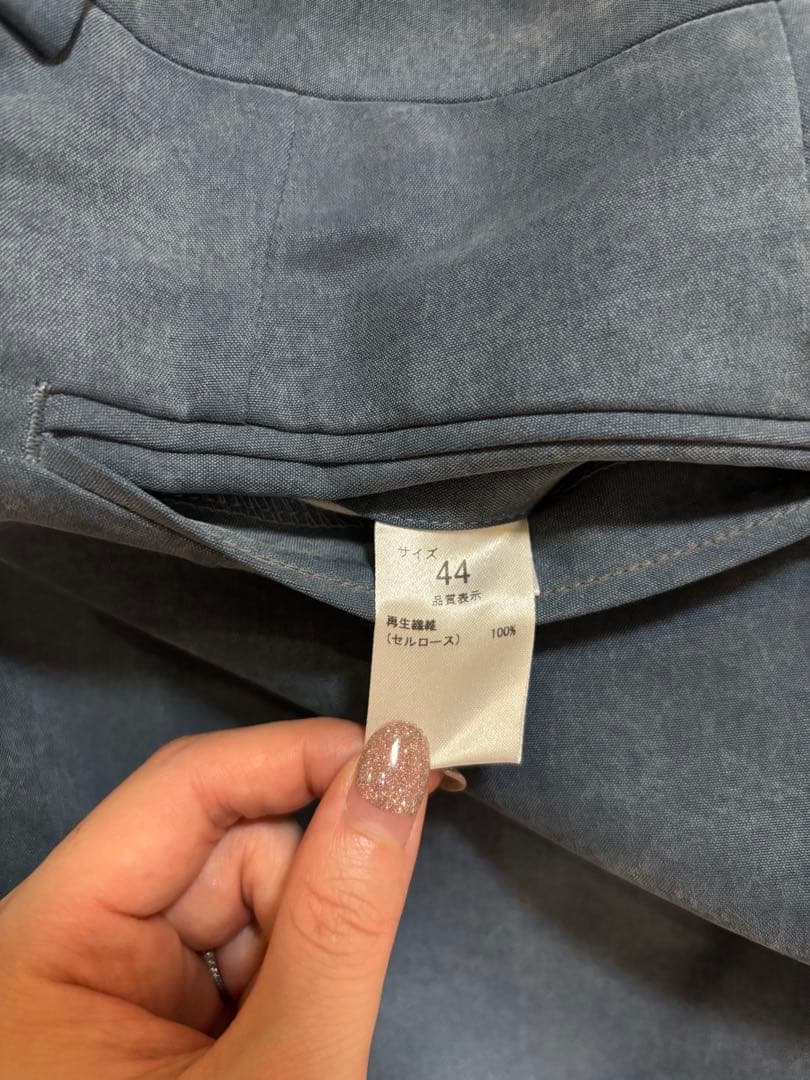 サイズ
44
品質表示
再生繊維
(セルロース) 100%